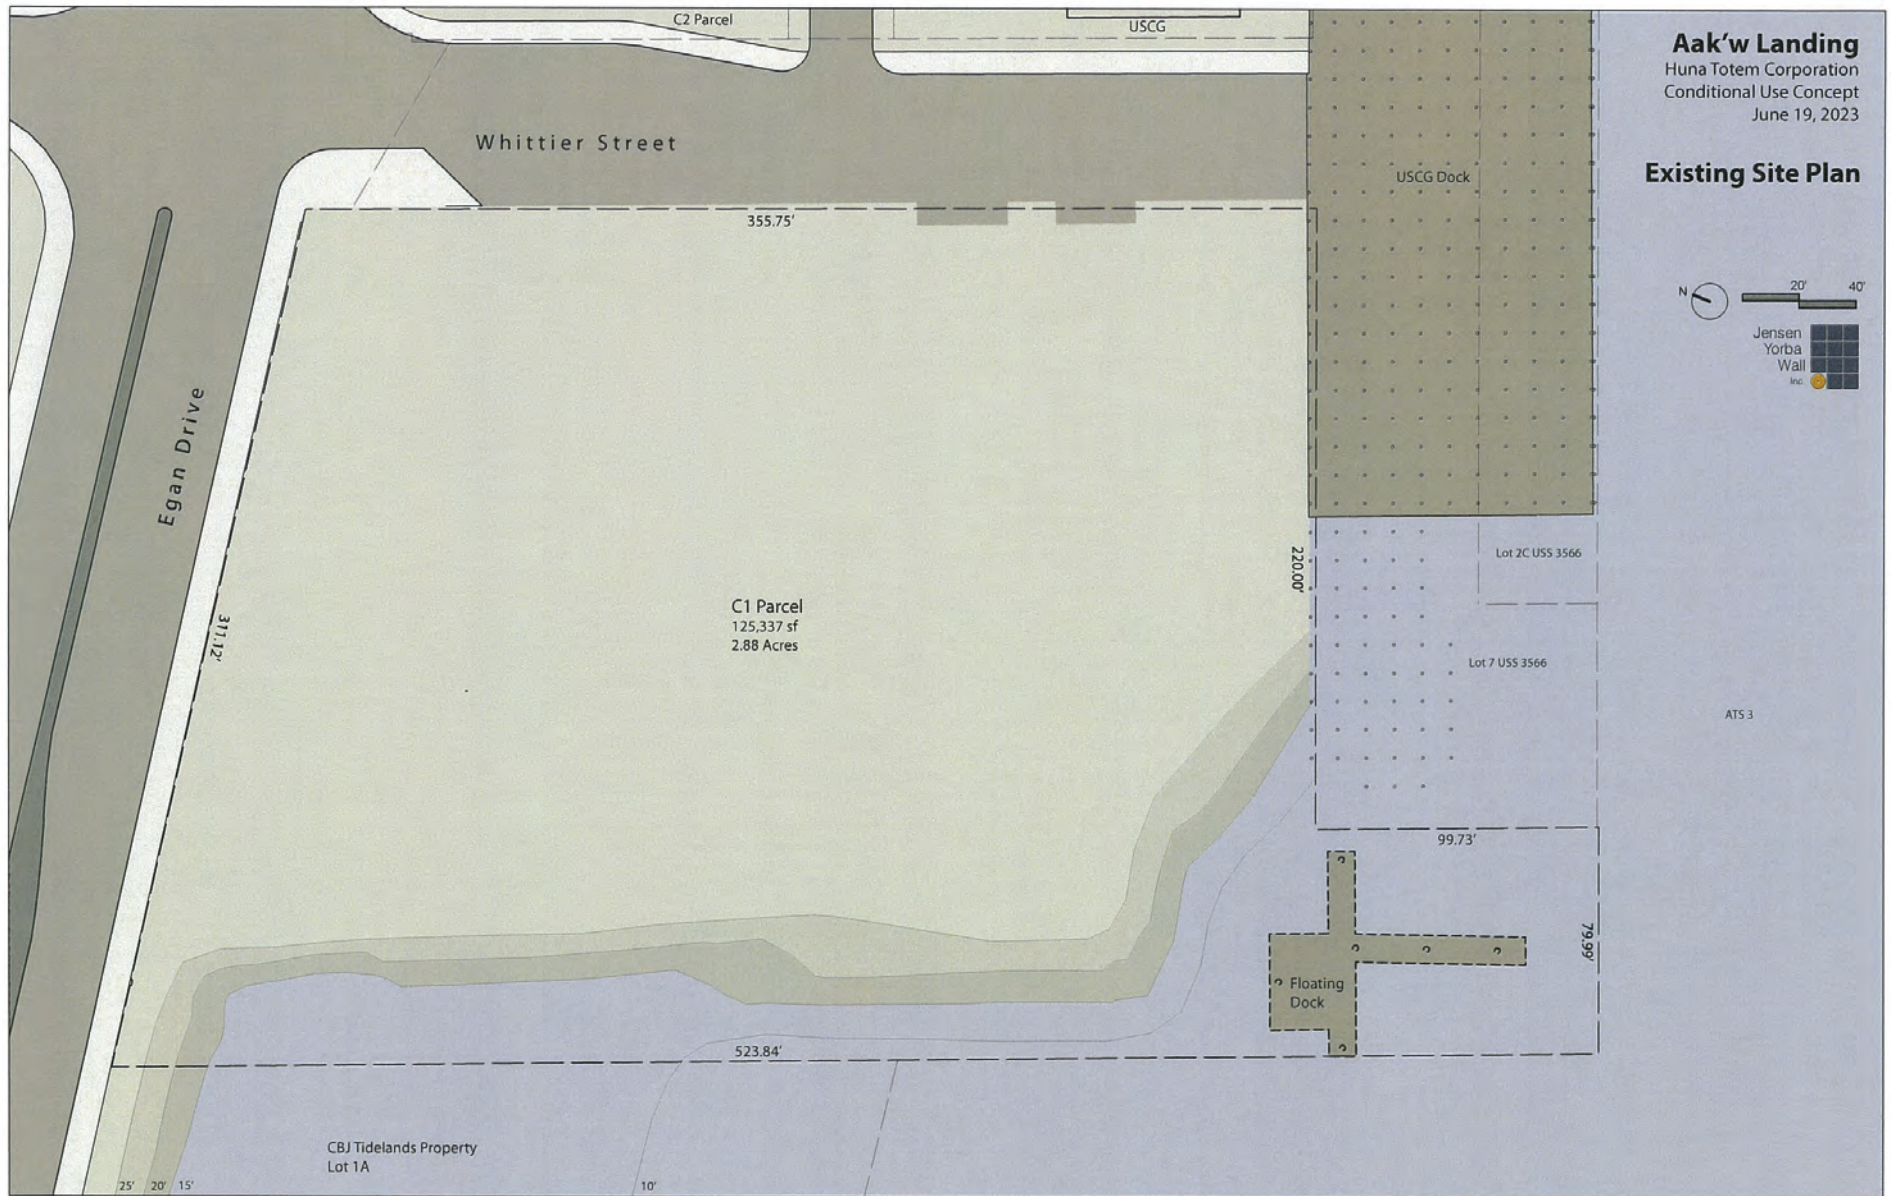 C2 Parcel
USCG
Aak'w Landing
Huna Totem Corporation
Conditional Use Concept
June 19, 2023
Existing Site Plan
Whittier Street
USCG Dock
355.75'
N
20'
40'
Jensen
Yorba
Wall
Inc.
Egan Drive
220.00'
Lot 2C USS 3566
C1 Parcel
125,337 sf
2.88 Acres
311.12'
Lot 7 USS 3566
ATS 3
99.73'
79.99'
Floating
Dock
523.84'
CBJ Tidelands Property
Lot 1A
25'
20'
15'
10'